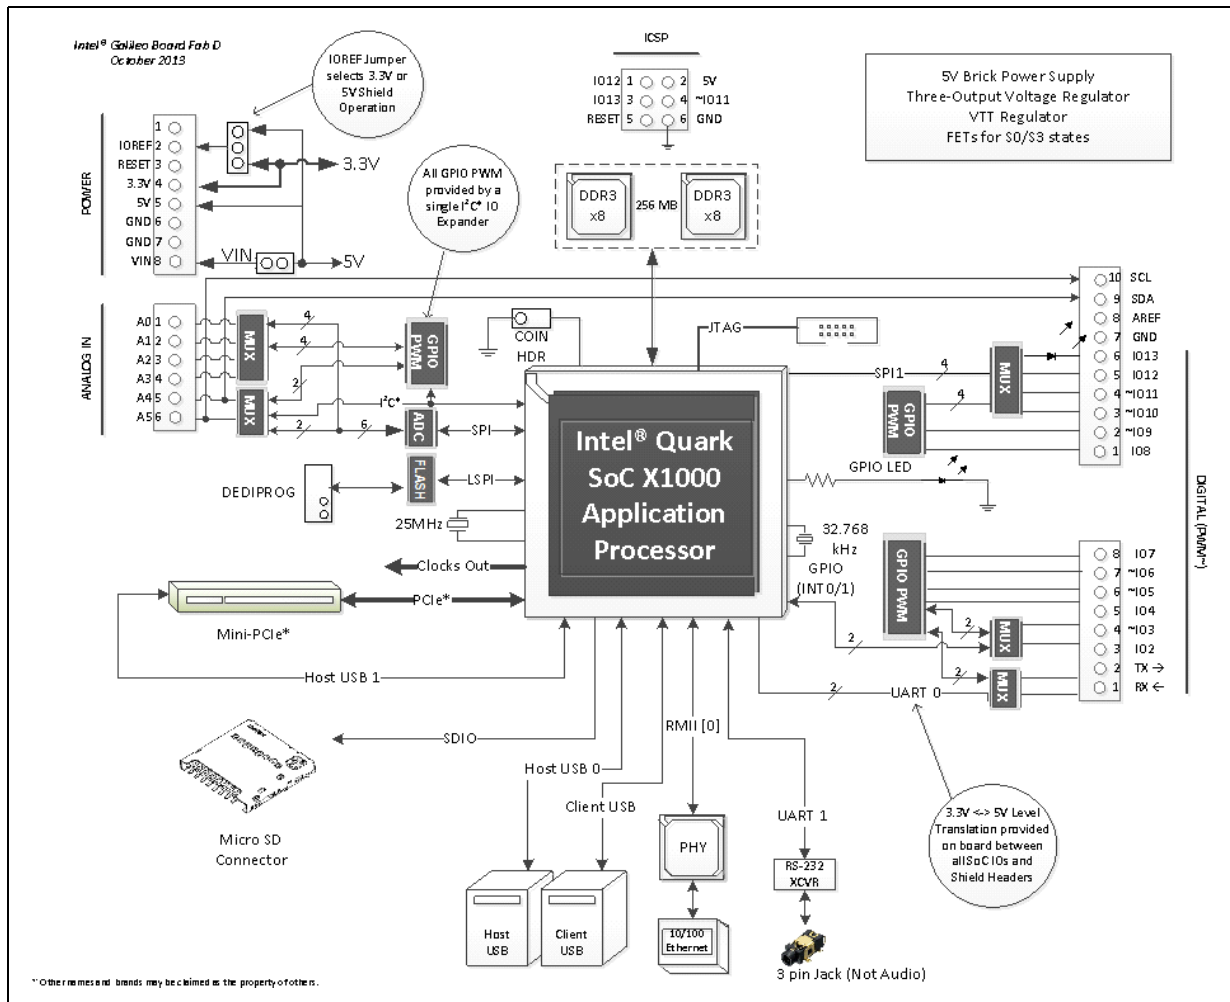 Intel® Galileo Board Fab D
October 2013
IOREF Jumper
selects 3.3V or
5V Shield
Operation
ICSP
IO12 1 2 5V
IO13 3 4 ~IO11
RESET 5 6 GND
5V Brick Power Supply
Three-Output Voltage Regulator
VTT Regulator
FETs for S0/S3 states
POWER
1
IOREF 2
RESET 3
3.3V 4
5V 5
GND 6
GND 7
VIN 8
3.3V
VIN
5V
All GPIO PWM
provided by a
single I²C* IO
Expander
DDR3
x8
256 MB
DDR3
x8
ANALOG IN
A0 1
A1 2
A2 3
A3 4
A4 5
A5 6
MUX
MUX
4
4
2
I²C*
2
6
GPIO
PWM
ADC
SPI
FLASH
LSPI
DEDIPROG
COIN
HDR
JTAG
25MHz
Clocks Out
PCIe*
Mini-PCIe*
Host USB 1
Intel® Quark
SoC X1000
Application
Processor
SPI1
4
MUX
GPIO
PWM
4
GPIO LED
10 SCL
9 SDA
8 AREF
7 GND
6 IO13
5 IO12
4 ~IO11
3 ~IO10
2 ~IO9
1 IO8
DIGITAL (PWM~)
32.768
kHz
GPIO
(INT0/1)
GPIO PWM
8 IO7
7 ~IO6
6 ~IO5
5 IO4
4 ~IO3
3 IO2
2 TX →
1 RX ←
2
MUX
2
2
MUX
2
UART 0
SDIO
Micro SD
Connector
Host USB 0
Client USB
RMII [0]
UART 1
PHY
RS-232
XCVR
Host
USB
Client
USB
10/100
Ethernet
3 pin Jack (Not Audio)
3.3V <-> 5V Level
Translation provided
on board between
all SoC IOs and
Shield Headers
*Other names and brands may be claimed as the property of others.